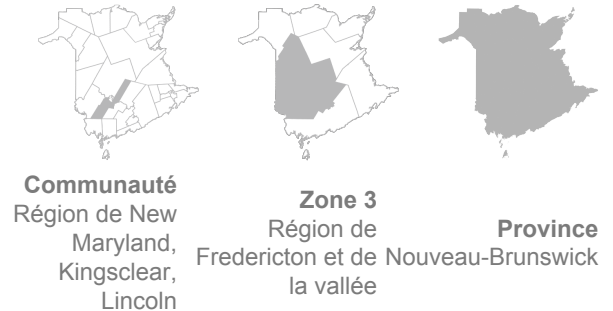 Communauté
Région de New
Maryland,
Kingsclear,
Lincoln
Zone 3
Région de
Fredericton et de
la vallée
Province
Nouveau-Brunswick